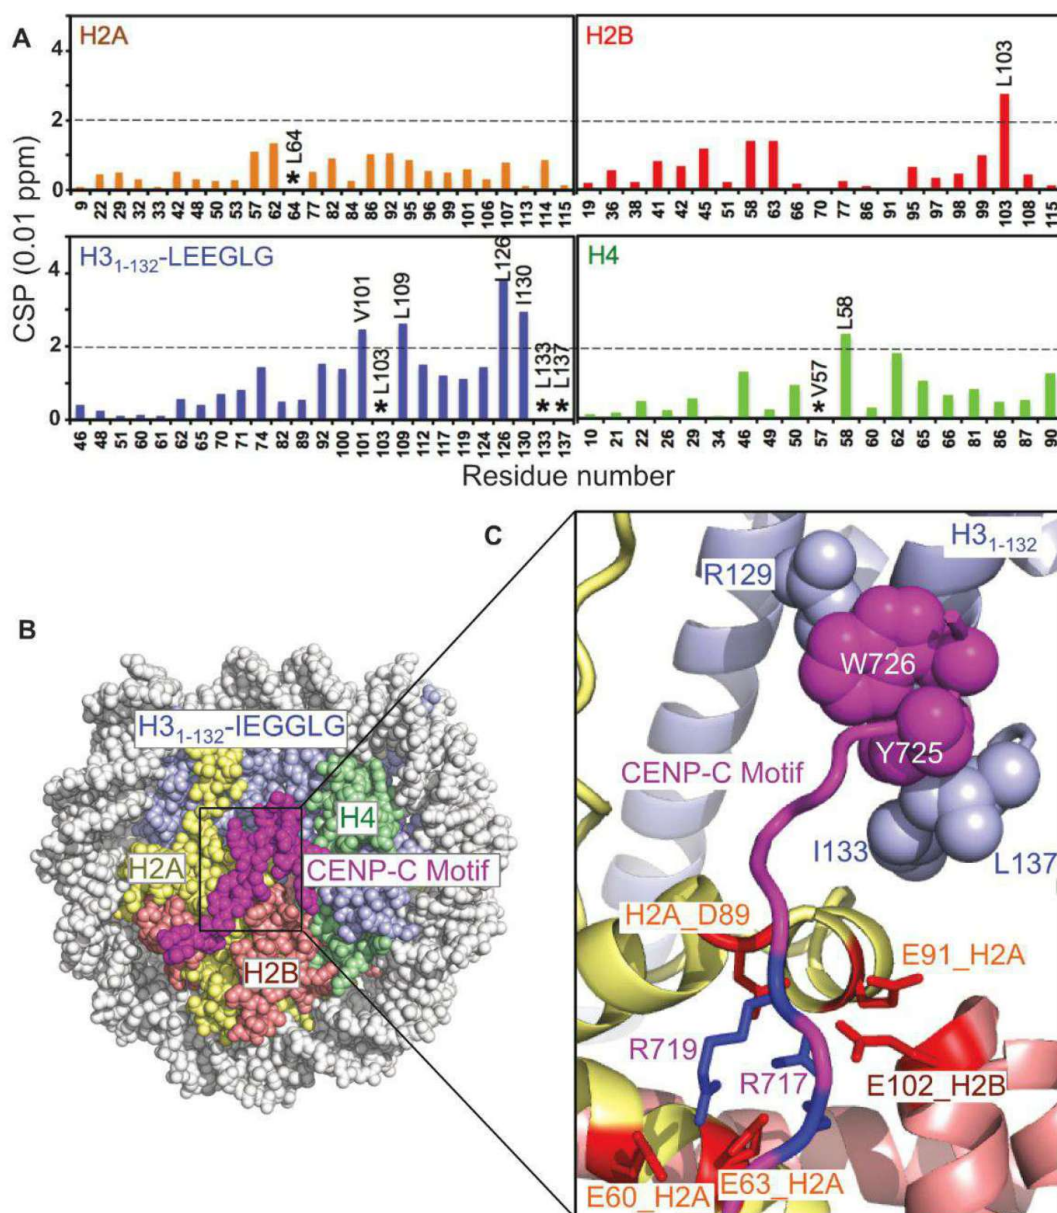 A
H2A
H2B
CSP (0.01 ppm)
4
2
0
* L64
L103
9 22 29 32 33 42 48 50 53 57 62 64 77 82 84 86 92 95 96 99 101 106 107 113 114 115
19 36 38 41 42 45 51 58 63 66 70 77 86 91 95 97 98 99 103 108 115
H3₁₋₁₃₂-LEEGLG
H4
4
2
0
V101
* L103
L109
L126
I130
* L133
* L137
* V57
L58
46 48 51 60 61 62 65 70 71 74 82 89 92 100 101 103 109 112 117 119 124 126 130 133 137
10 21 22 26 29 34 46 49 50 57 58 60 62 65 66 81 86 87 90
Residue number
B
H3₁₋₁₃₂-IEGGLG
H4
H2A
CENP-C Motif
H2B
C
H3₁₋₁₃₂
R129
W726
Y725
CENP-C Motif
I133
L137
H2A_D89
E91_H2A
R719
R717
E102_H2B
E60_H2A
E63_H2A